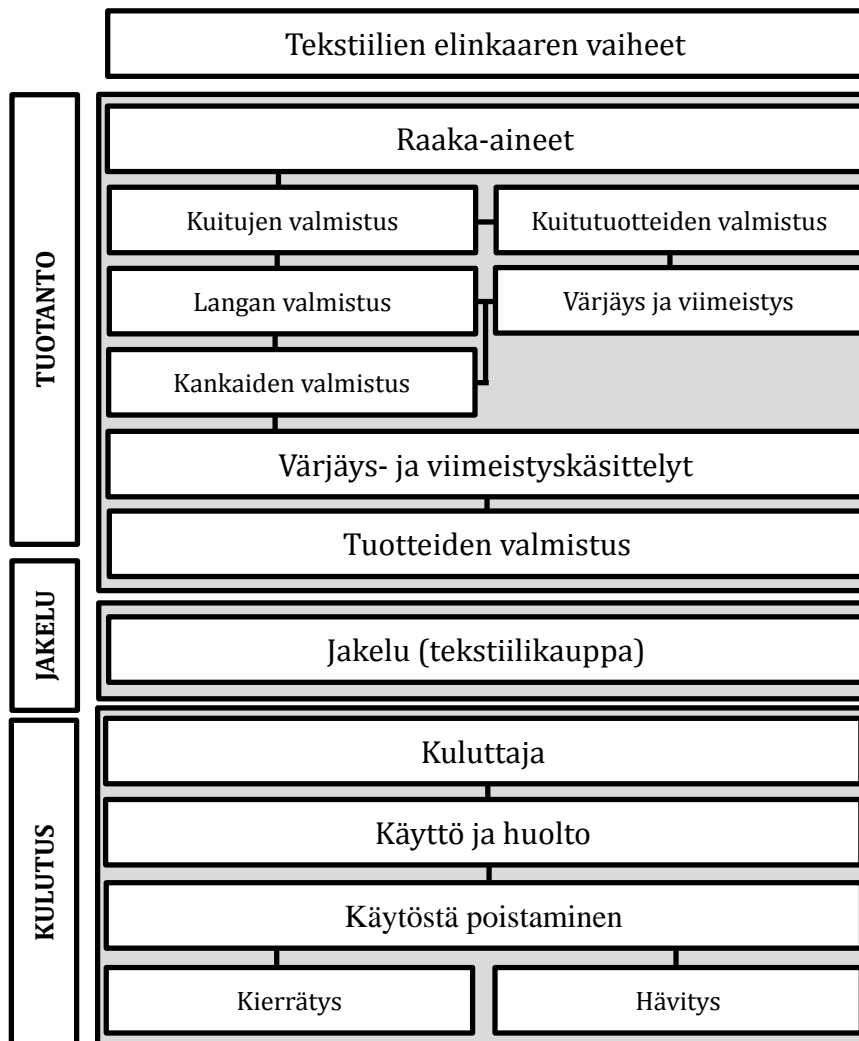 Tekstiilien elinkaaren vaiheet
TUOTANTO
Raaka-aineet
Kuitujen valmistus
Kuitutuotteiden valmistus
Langan valmistus
Värjäys ja viimeistys
Kankaiden valmistus
Värjäys- ja viimeistyskäsittelyt
Tuotteiden valmistus
JAKELU
Jakelu (tekstiilikauppa)
KULUTUS
Kuluttaja
Käyttö ja huolto
Käytöstä poistaminen
Kierrätys
Hävitys